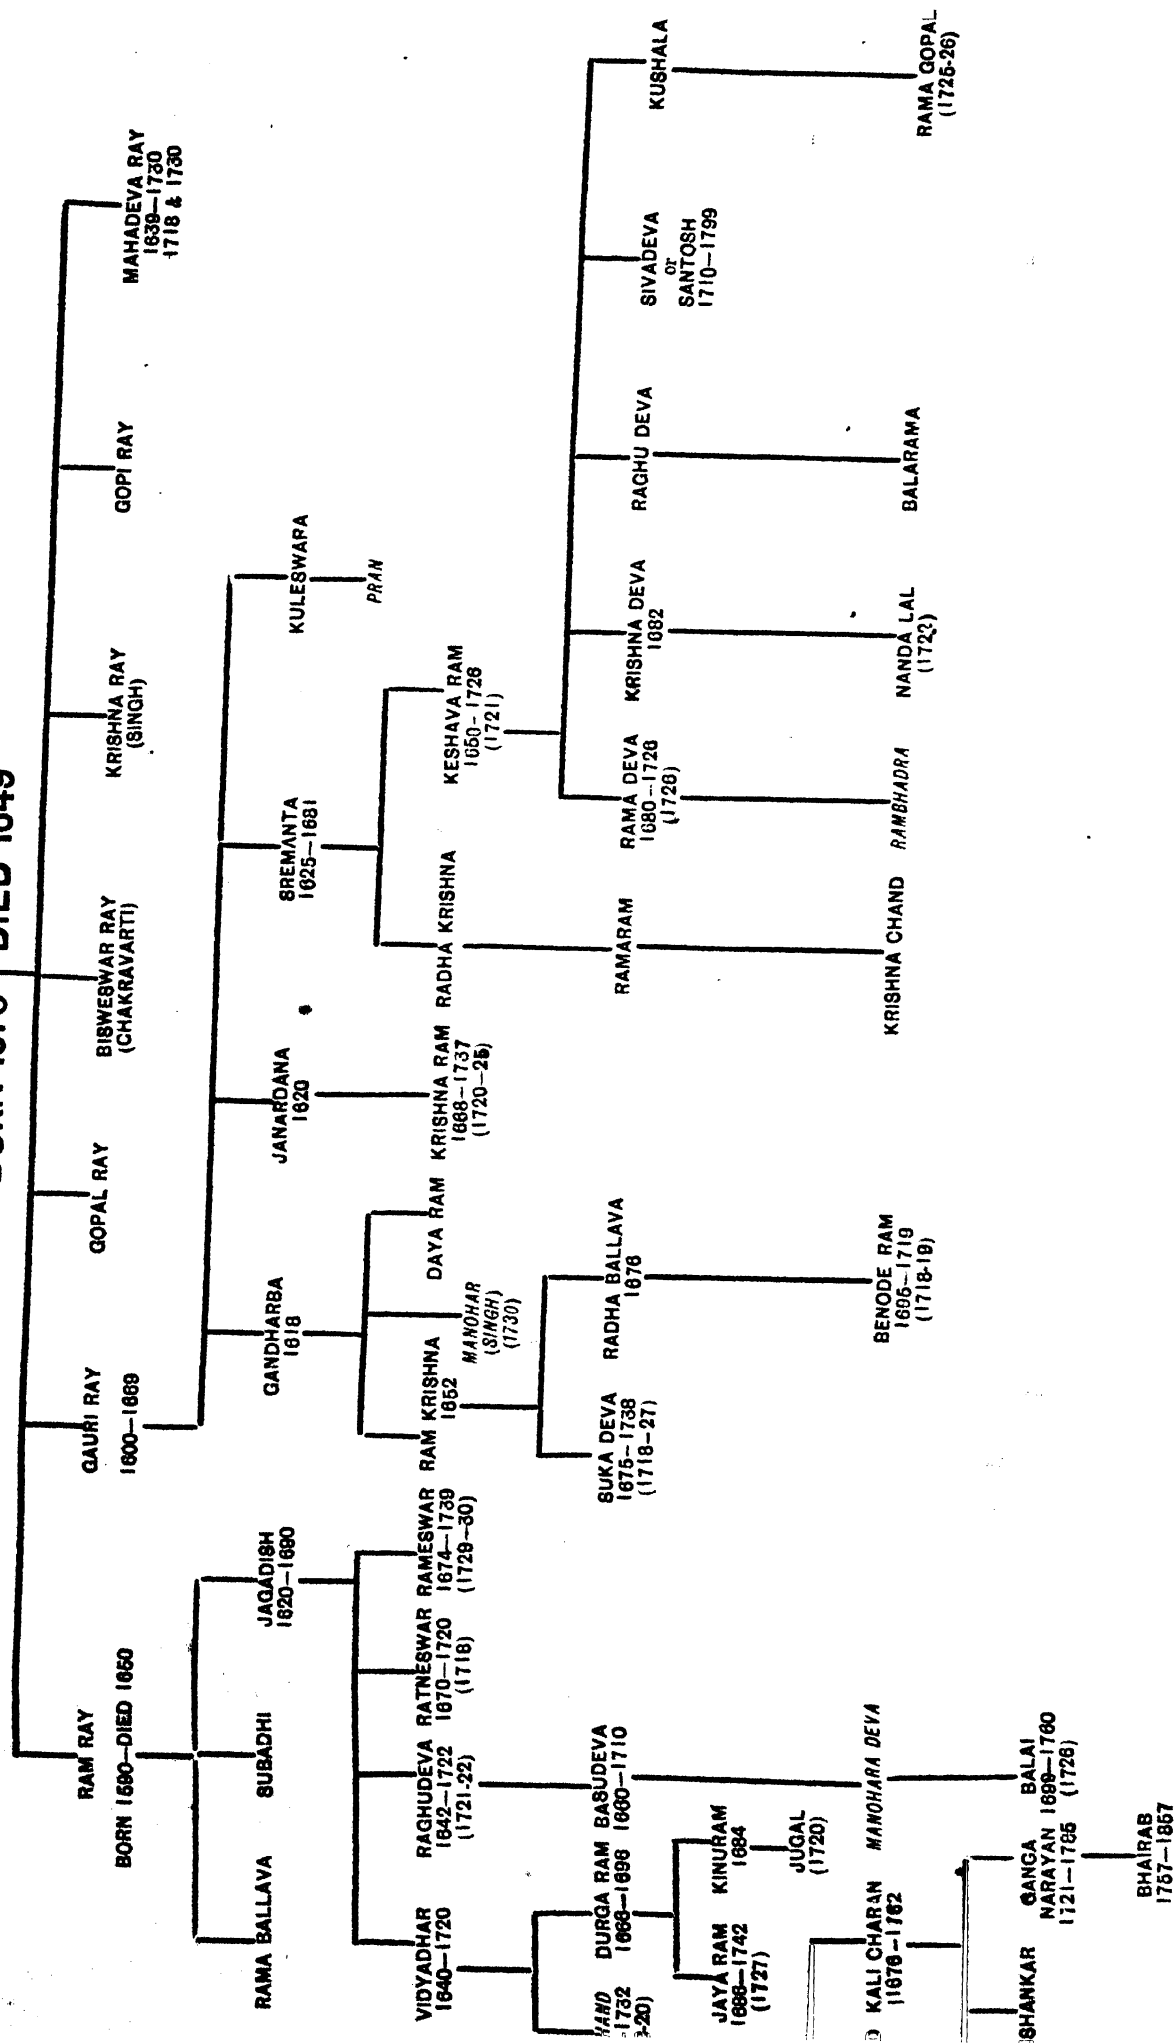 DIED 1649
RAM RAY
BORN 1590–DIED 1650
GAURI RAY
1600–1669
GOPAL RAY
BISWESWAR RAY
(CHAKRAVARTI)
KRISHNA RAY
(SINGH)
GOPI RAY
MAHADEVA RAY
1639–1730
1718 & 1730
RAMA BALLAVA
SUBADHI
JAGADISH
1620–1690
GANDHARBA
1618
JANARDANA
1620
SREMANTA
1625–1681
KULESWARA
PRAN
VIDYADHAR
1640–1720
RAGHUDEVA
1642–1722
(1721-22)
RATNESWAR
1670–1720
(1718)
RAMESWAR
1674–1739
(1729–30)
RAM KRISHNA
1652
MANOHAR
(SINGH)
(1730)
DAYA RAM
KRISHNA RAM
1668–1737
(1720–25)
RADHA KRISHNA
KESHAVA RAM
1650–1726
(1721)
HAND
-1732
-20)
DURGA RAM
1666–1696
BASUDEVA
1660–1710
SUKA DEVA
1675–1738
(1718–27)
RADHA BALLAVA
1676
RAMARAM
RAMA DEVA
1680–1726
(1726)
KRISHNA DEVA
1682
RAGHU DEVA
SIVADEVA
or
SANTOSH
1710–1799
KUSHALA
JAYA RAM
1686–1742
(1727)
KINURAM
1684
JUGAL
(1720)
KALI CHARAN
1676–1762
MANOHARA DEVA
BENODE RAM
1695–1719
(1718-19)
KRISHNA CHAND
RAMBHADRA
NANDA LAL
(1722)
BALARAMA
RAMA GOPAL
(1725-26)
SHANKAR
GANGA
NARAYAN
1721–1785
BALAI
1699–1760
(1726)
BHAIRAB
1757–1857